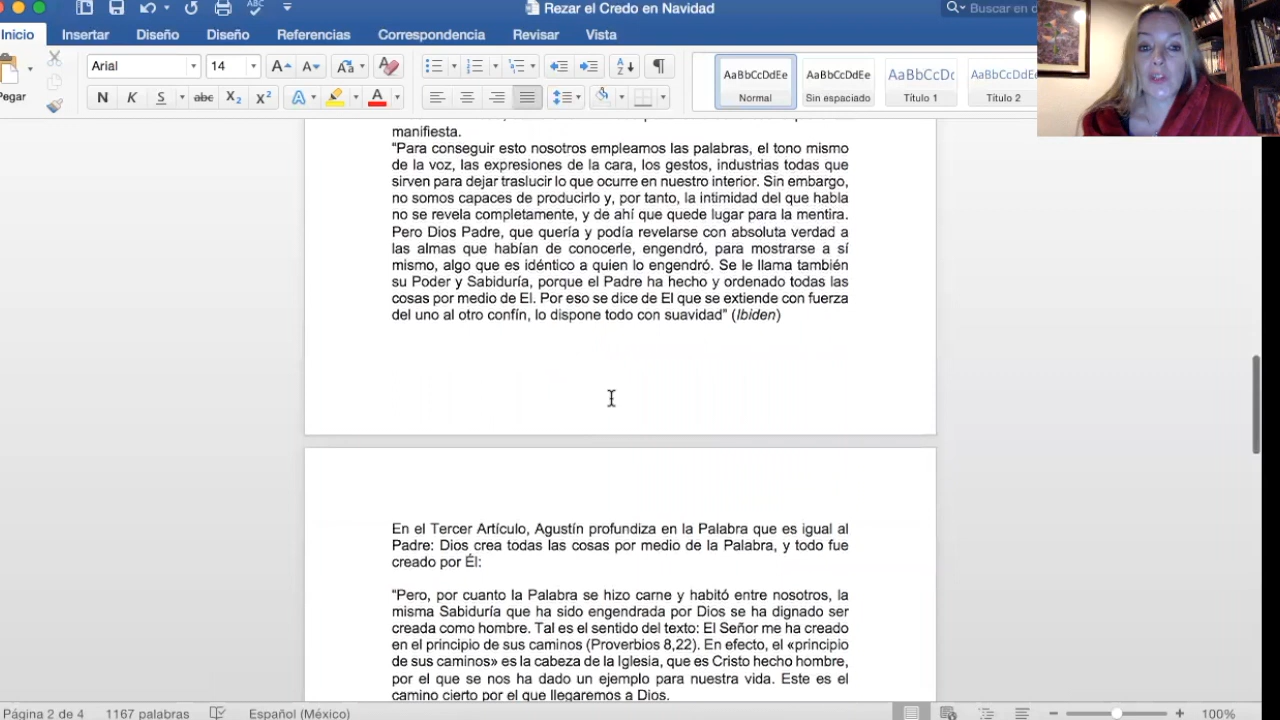 Rezar el Credo en Navidad
Buscar en d
Inicio Insertar Diseño Diseño Referencias Correspondencia Revisar Vista
Arial 14
Pegar
N K S abc X₂ X² A A
AaBbCcDdEe AaBbCcDdEe AaBbCcDc AaBbCcDdEe
Normal Sin espaciado Título 1 Título 2
manifiesta.
“Para conseguir esto nosotros empleamos las palabras, el tono mismo
de la voz, las expresiones de la cara, los gestos, industrias todas que
sirven para dejar traslucir lo que ocurre en nuestro interior. Sin embargo,
no somos capaces de producirlo y, por tanto, la intimidad del que habla
no se revela completamente, y de ahí que quede lugar para la mentira.
Pero Dios Padre, que quería y podía revelarse con absoluta verdad a
las almas que habían de conocerle, engendró, para mostrarse a sí
mismo, algo que es idéntico a quien lo engendró. Se le llama también
su Poder y Sabiduría, porque el Padre ha hecho y ordenado todas las
cosas por medio de El. Por eso se dice de El que se extiende con fuerza
del uno al otro confín, lo dispone todo con suavidad” (Ibiden)
En el Tercer Artículo, Agustín profundiza en la Palabra que es igual al
Padre: Dios crea todas las cosas por medio de la Palabra, y todo fue
creado por Él:
“Pero, por cuanto la Palabra se hizo carne y habitó entre nosotros, la
misma Sabiduría que ha sido engendrada por Dios se ha dignado ser
creada como hombre. Tal es el sentido del texto: El Señor me ha creado
en el principio de sus caminos (Proverbios 8,22). En efecto, el «principio
de sus caminos» es la cabeza de la Iglesia, que es Cristo hecho hombre,
por el que se nos ha dado un ejemplo para nuestra vida. Este es el
camino cierto por el que llegaremos a Dios.
Página 2 de 4 1167 palabras Español (México) 100%